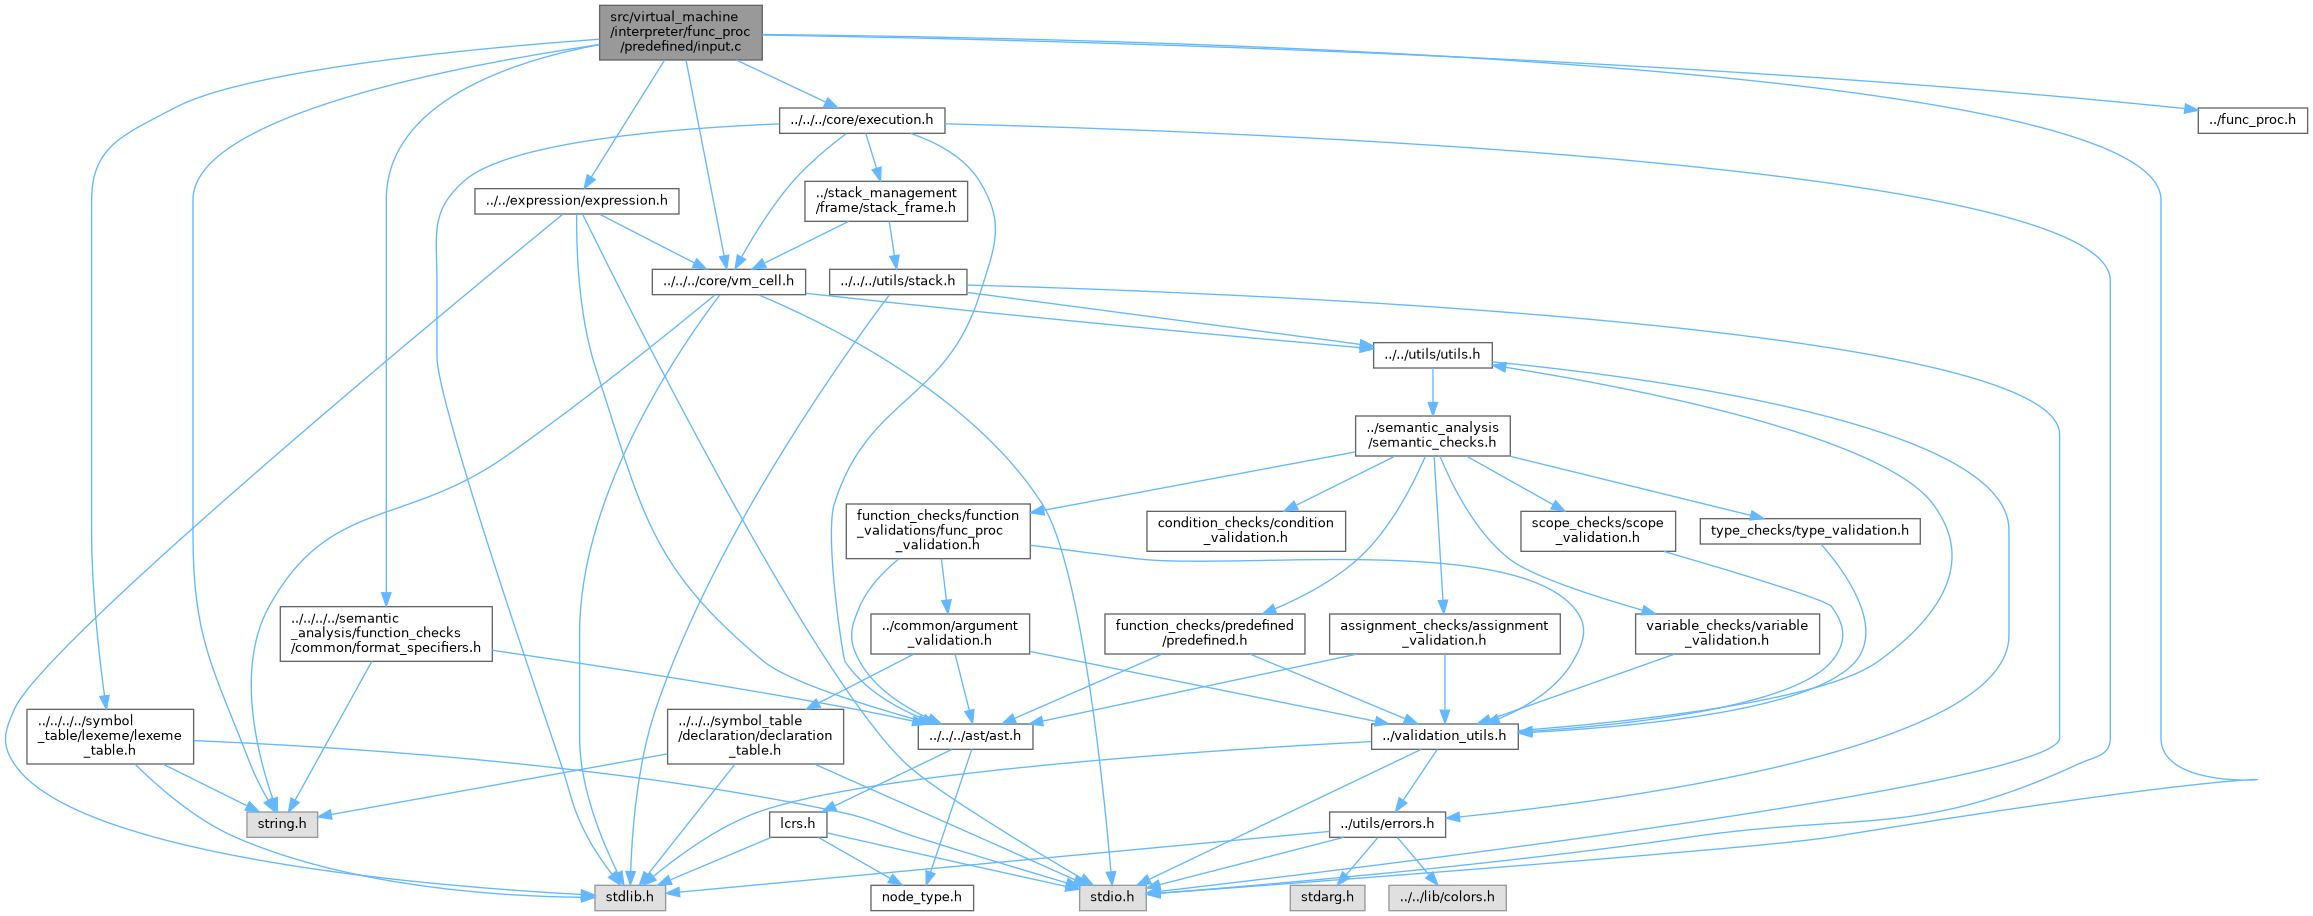 src/virtual_machine
/interpreter/func_proc
/predefined/input.c
../../../core/execution.h
../func_proc.h
../../expression/expression.h
../stack_management
/frame/stack_frame.h
../../../core/vm_cell.h
../../../utils/stack.h
../../utils/utils.h
../semantic_analysis
/semantic_checks.h
function_checks/function
_validations/func_proc
_validation.h
condition_checks/condition
_validation.h
scope_checks/scope
_validation.h
type_checks/type_validation.h
../../../../semantic
_analysis/function_checks
/common/format_specifiers.h
../common/argument
_validation.h
function_checks/predefined
/predefined.h
assignment_checks/assignment
_validation.h
variable_checks/variable
_validation.h
../../../../symbol
_table/lexeme/lexeme
_table.h
../../../symbol_table
/declaration/declaration
_table.h
../../../ast/ast.h
../validation_utils.h
string.h
lcrs.h
../utils/errors.h
stdlib.h
node_type.h
stdio.h
stdarg.h
../../lib/colors.h